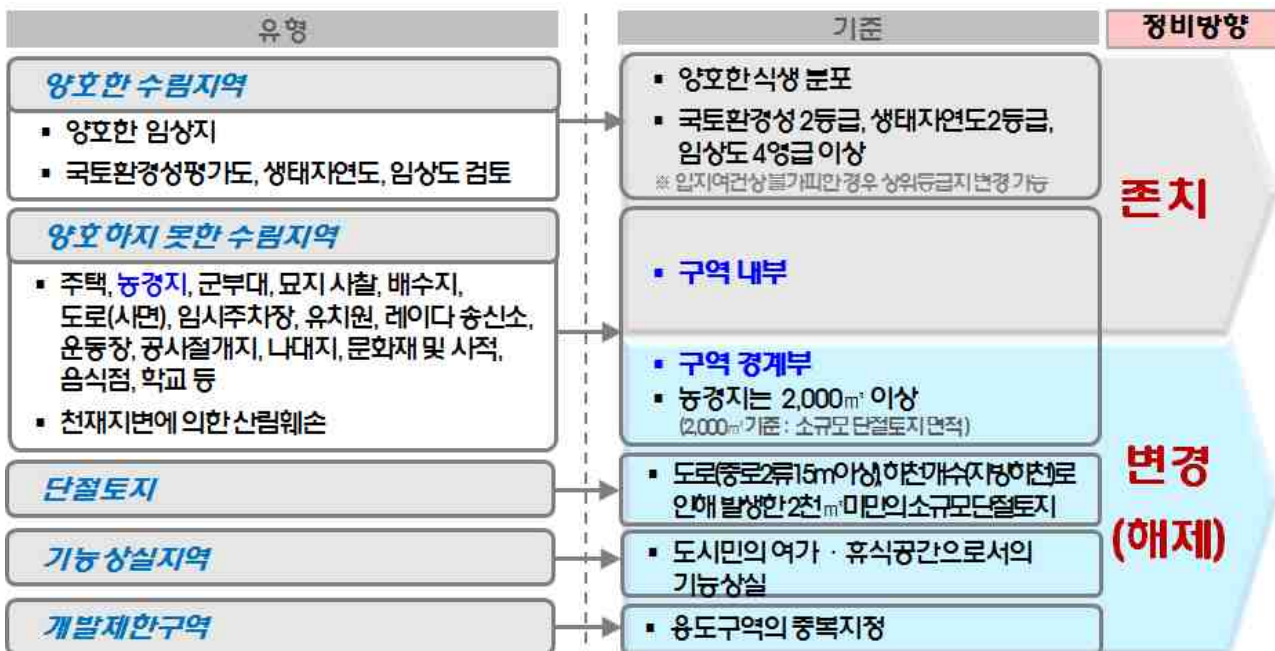 유형
기준
정비방향
양호한 수림지역
▪ 양호한 임상지
▪ 국토환경성평가도, 생태자연도, 임상도 검토
▪ 양호한 식생 분포
▪ 국토환경성 2등급, 생태자연도2등급,
임상도 4영급 이상
※ 입지여건상 불가피한 경우 상위등급지 변경 가능
존치
양호하지 못한 수림지역
▪ 주택, 농경지, 군부대, 묘지 사찰, 배수지,
도로(사면), 임시주차장, 유치원, 레이다 송신소,
운동장, 공사절개지, 나대지, 문화재 및 사적,
음식점, 학교 등
▪ 천재지변에 의한 산림훼손
▪ 구역 내부
▪ 구역 경계부
▪ 농경지는 2,000㎡ 이상
(2,000㎡ 기준 : 소규모 단절토지 면적)
변경
(해제)
단절토지
▪ 도로(중로2류15m이상),하천개수(지방하천)로
인해 발생한 2천㎡미만의 소규모단절토지
기능상실지역
▪ 도시민의 여가 · 휴식공간으로서의
기능상실
개발제한구역
▪ 용도구역의 중복지정